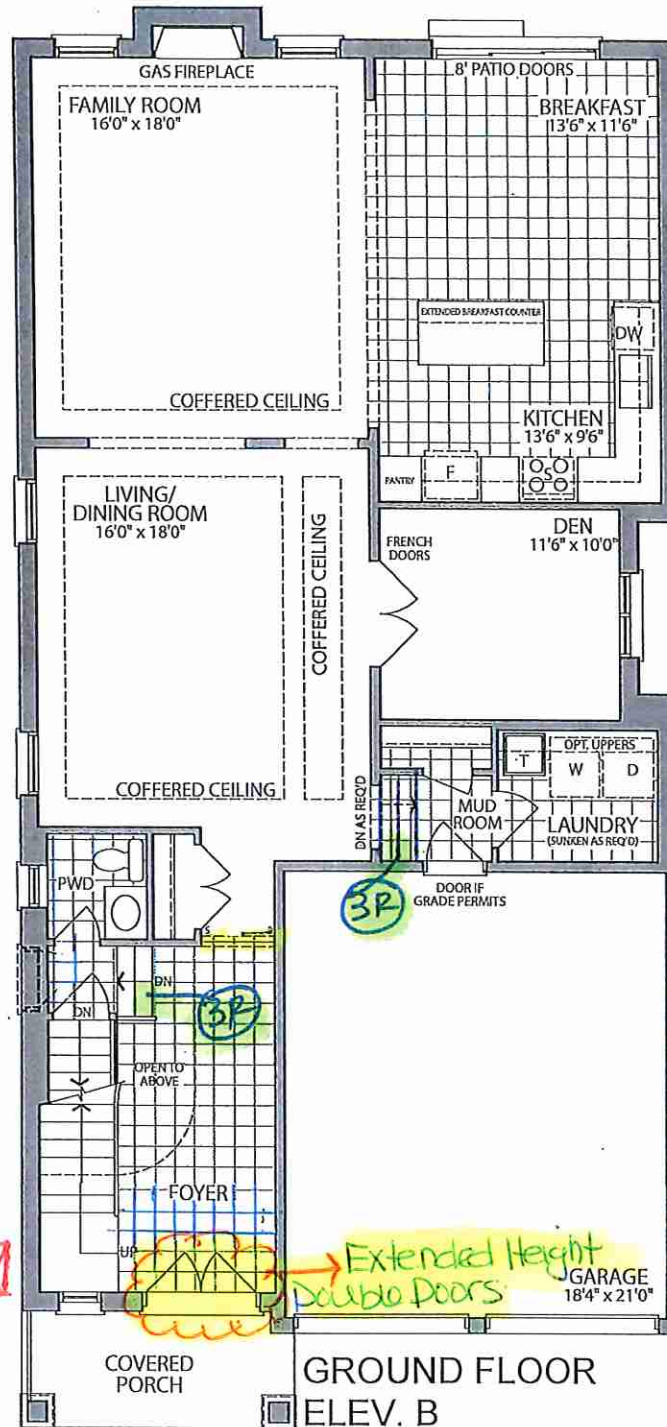 GAS FIREPLACE
8' PATIO DOORS
FAMILY ROOM
16'0" x 18'0"
BREAKFAST
13'6" x 11'6"
EXTENDED BREAKFAST COUNTER
DW
COFFERED CEILING
KITCHEN
13'6" x 9'6"
PANTRY
F
S
LIVING/
DINING ROOM
16'0" x 18'0"
COFFERED CEILING
FRENCH
DOORS
DEN
11'6" x 10'0"
COFFERED CEILING
DN AS REQ'D
T
OPT. UPPERS
W
D
MUD
ROOM
LAUNDRY
(SUNKEN AS REQ'D)
PWD
3R
DOOR IF
GRADE PERMITS
DN
DN
3R
OPEN TO
ABOVE
FOYER
UP
Extended Height
Double Doors
GARAGE
18'4" x 21'0"
COVERED
PORCH
GROUND FLOOR
ELEV. B